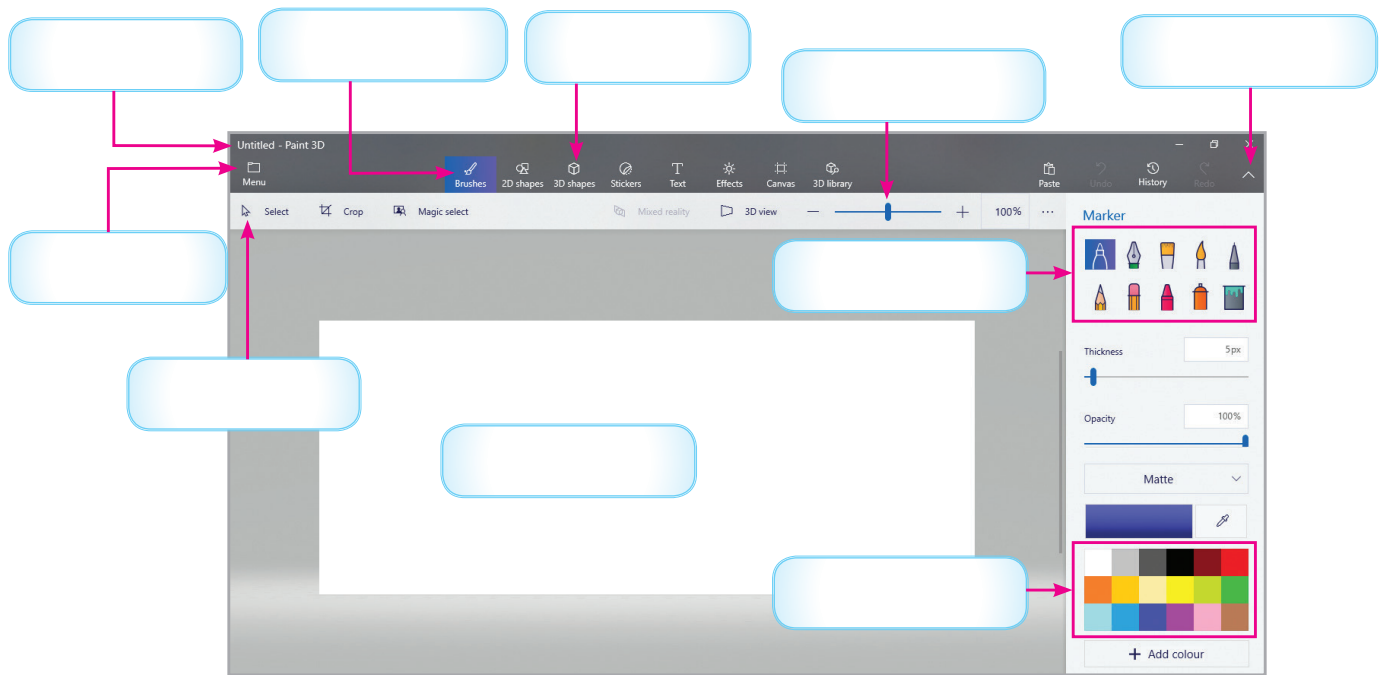 Untitled - Paint 3D
Menu
Brushes 2D shapes 3D shapes Stickers Text Effects Canvas 3D library Paste Undo History Redo
Select Crop Magic select Mixed reality 3D view 100% ...
Marker
Thickness 5px
Opacity 100%
Matte
+ Add colour